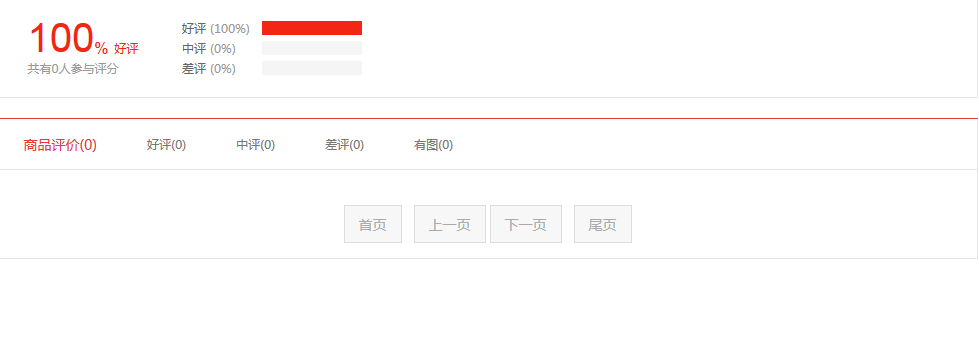 100% 好评
共有0人参与评分
好评 (100%)
中评 (0%)
差评 (0%)
商品评价(0) 好评(0) 中评(0) 差评(0) 有图(0)
首页 上一页 下一页 尾页